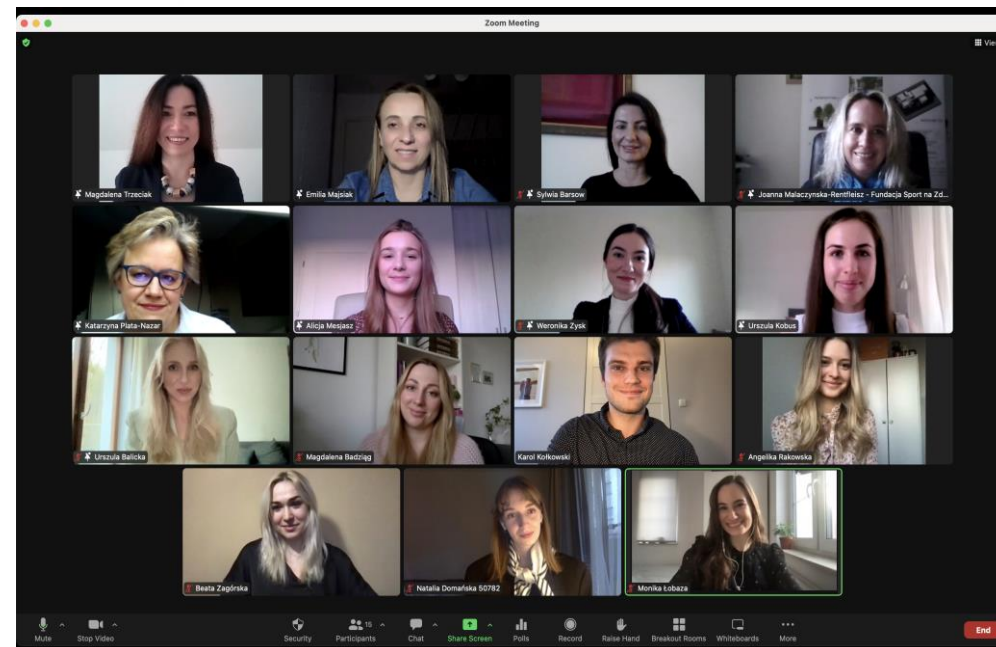 Zoom Meeting
View
Magdalena Trzeciak
Emilia Majsiak
Sylwia Barsow
Joanna Malaczynska-Rentfleisz - Fundacja Sport na Zd...
Katarzyna Plata-Nazar
Alicja Mesjasz
Weronika Zysk
Urszula Kobus
Urszula Balicka
Magdalena Badziąg
Karol Kołkowski
Angelika Rakowska
Beata Zagórska
Natalia Domańska 50782
Monika Łobaza
15
Mute
Stop Video
Security
Participants
Chat
Share Screen
Polls
Record
Raise Hand
Breakout Rooms
Whiteboards
More
End